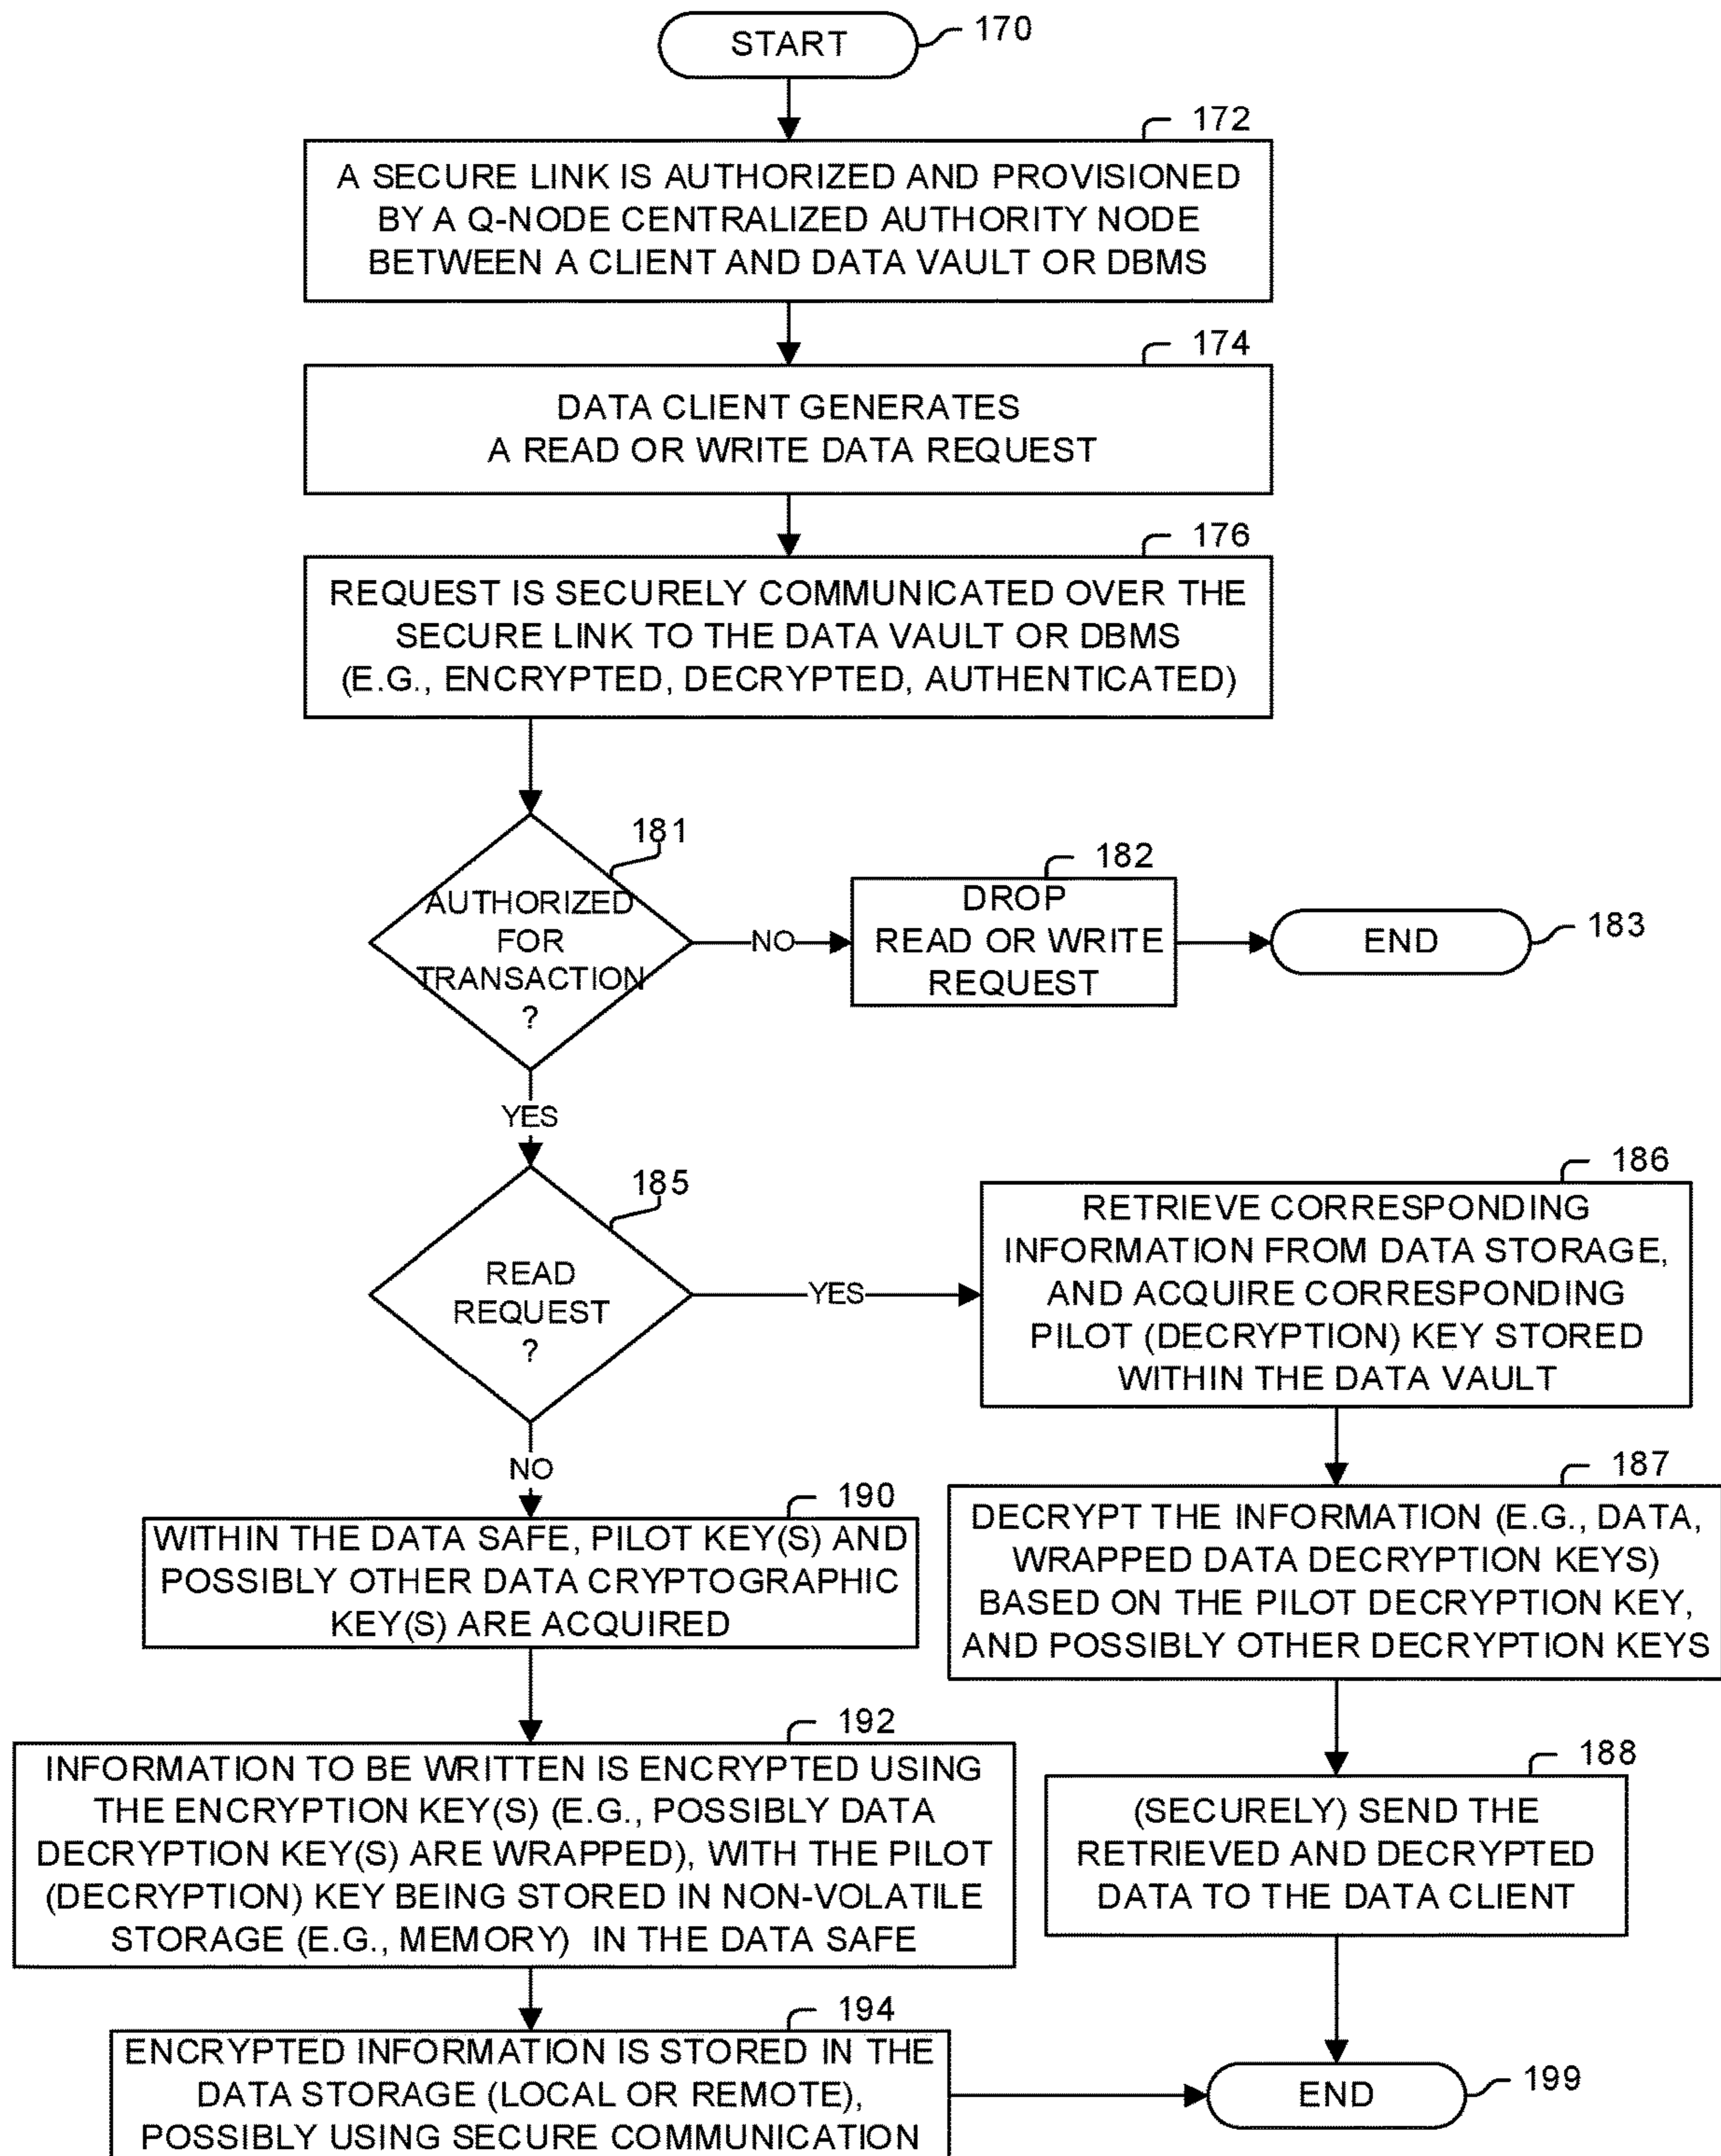 START
170
172
A SECURE LINK IS AUTHORIZED AND PROVISIONED
BY A Q-NODE CENTRALIZED AUTHORITY NODE
BETWEEN A CLIENT AND DATA VAULT OR DBMS
174
DATA CLIENT GENERATES
A READ OR WRITE DATA REQUEST
176
REQUEST IS SECURELY COMMUNICATED OVER THE
SECURE LINK TO THE DATA VAULT OR DBMS
(E.G., ENCRYPTED, DECRYPTED, AUTHENTICATED)
181
AUTHORIZED
FOR
TRANSACTION
?
NO
182
DROP
READ OR WRITE
REQUEST
END
183
YES
185
READ
REQUEST
?
YES
186
RETRIEVE CORRESPONDING
INFORMATION FROM DATA STORAGE,
AND ACQUIRE CORRESPONDING
PILOT (DECRYPTION) KEY STORED
WITHIN THE DATA VAULT
187
DECRYPT THE INFORMATION (E.G., DATA,
WRAPPED DATA DECRYPTION KEYS)
BASED ON THE PILOT DECRYPTION KEY,
AND POSSIBLY OTHER DECRYPTION KEYS
188
(SECURELY) SEND THE
RETRIEVED AND DECRYPTED
DATA TO THE DATA CLIENT
NO
190
WITHIN THE DATA SAFE, PILOT KEY(S) AND
POSSIBLY OTHER DATA CRYPTOGRAPHIC
KEY(S) ARE ACQUIRED
192
INFORMATION TO BE WRITTEN IS ENCRYPTED USING
THE ENCRYPTION KEY(S) (E.G., POSSIBLY DATA
DECRYPTION KEY(S) ARE WRAPPED), WITH THE PILOT
(DECRYPTION) KEY BEING STORED IN NON-VOLATILE
STORAGE (E.G., MEMORY) IN THE DATA SAFE
194
ENCRYPTED INFORMATION IS STORED IN THE
DATA STORAGE (LOCAL OR REMOTE),
POSSIBLY USING SECURE COMMUNICATION
END
199